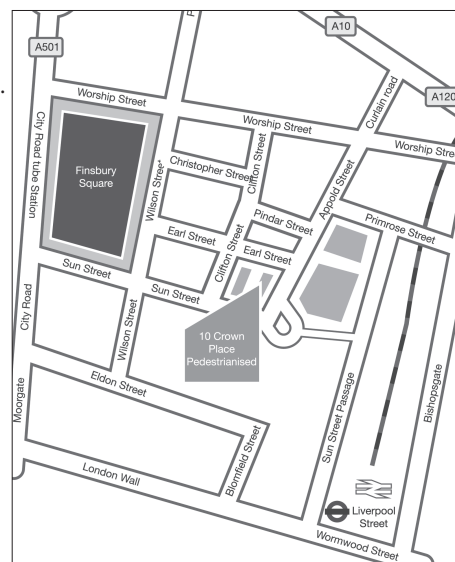 A10
A501
A120
P
Worship Street
Curtain road
Worship Street
Worship Stree
City Road tube Station
Finsbury
Square
Wilson Stree
Christopher Street
Clifton Street
Appold Street
Pindar Street
Primrose Street
Earl Street
Earl Street
Clifton Street
Sun Street
Sun Street
City Road
Wilson Street
10 Crown
Place
Pedestrianised
Eldon Street
Moorgate
Sun Street Passage
Bishopsgate
Blomfield Street
London Wall
Liverpool
Street
Wormwood Street